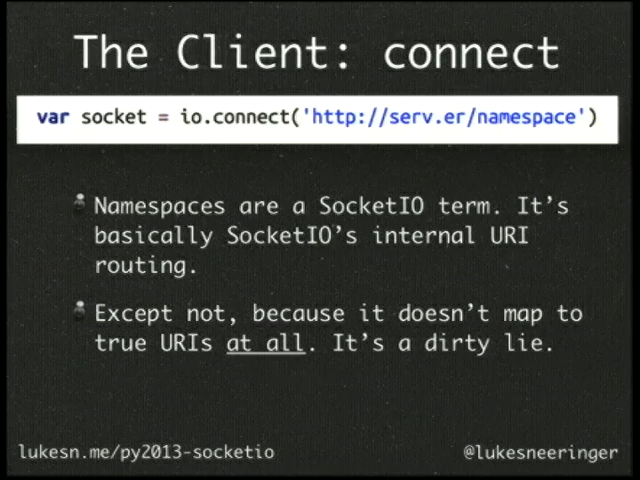 The Client: connect
var socket = io.connect('http://serv.er/namespace')
Namespaces are a SocketIO term. It's
basically SocketIO's internal URI
routing.
Except not, because it doesn't map to
true URIs at all. It's a dirty lie.
lukesn.me/py2013-socketio
@lukesneeringer